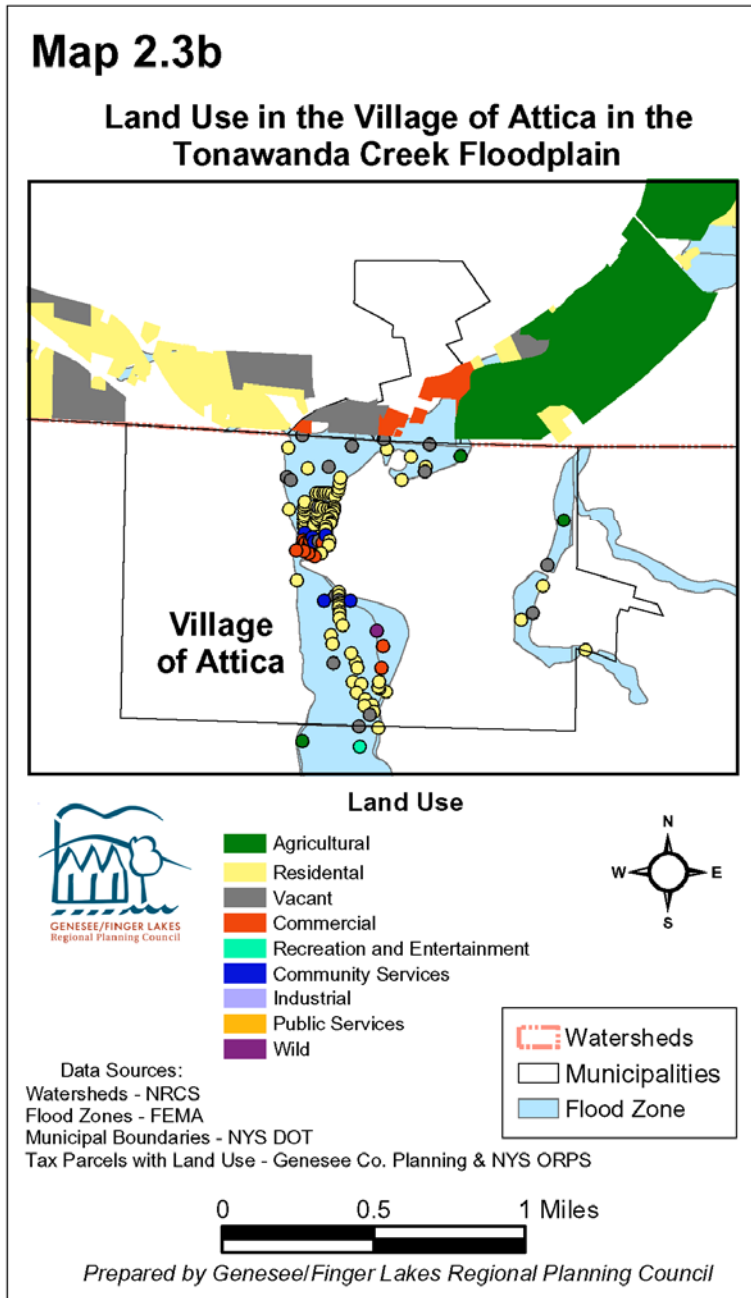 Map 2.3b
Land Use in the Village of Attica in the
Tonawanda Creek Floodplain
Village
of Attica
Land Use
Agricultural
Residental
Vacant
Commercial
Recreation and Entertainment
Community Services
Industrial
Public Services
Wild
GENESEE/FINGER LAKES
Regional Planning Council
N
W
E
S
Watersheds
Municipalities
Flood Zone
Data Sources:
Watersheds - NRCS
Flood Zones - FEMA
Municipal Boundaries - NYS DOT
Tax Parcels with Land Use - Genesee Co. Planning & NYS ORPS
0 0.5 1 Miles
Prepared by Genesee/Finger Lakes Regional Planning Council